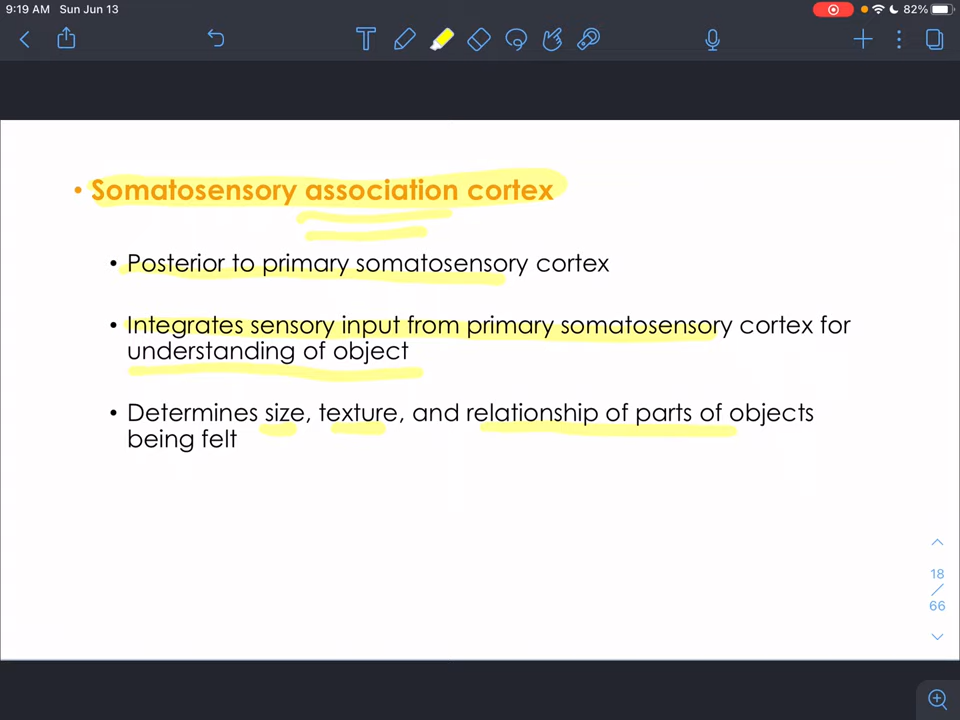 9:19 AM Sun Jun 13
82%
• Somatosensory association cortex
• Posterior to primary somatosensory cortex
• Integrates sensory input from primary somatosensory cortex for
understanding of object
• Determines size, texture, and relationship of parts of objects
being felt
18
/
66